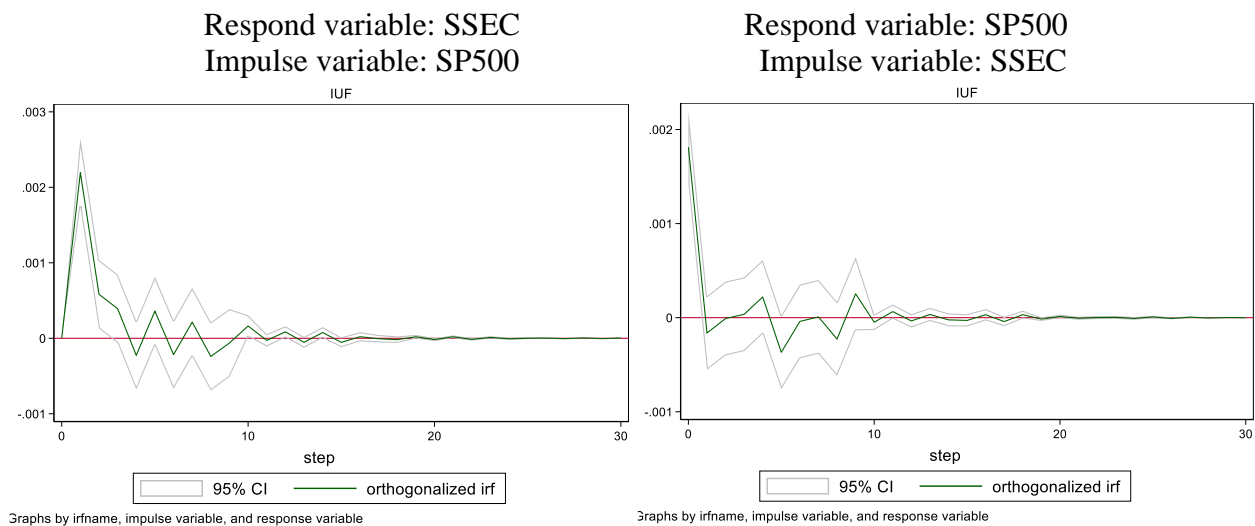 Respond variable: SSEC
Impulse variable: SP500
IUF
.003
.002
.001
0
-.001
0 10 20 30
step
95% CI orthogonalized irf
Graphs by irfname, impulse variable, and response variable
Respond variable: SP500
Impulse variable: SSEC
IUF
.002
.001
0
-.001
0 10 20 30
step
95% CI orthogonalized irf
Graphs by irfname, impulse variable, and response variable